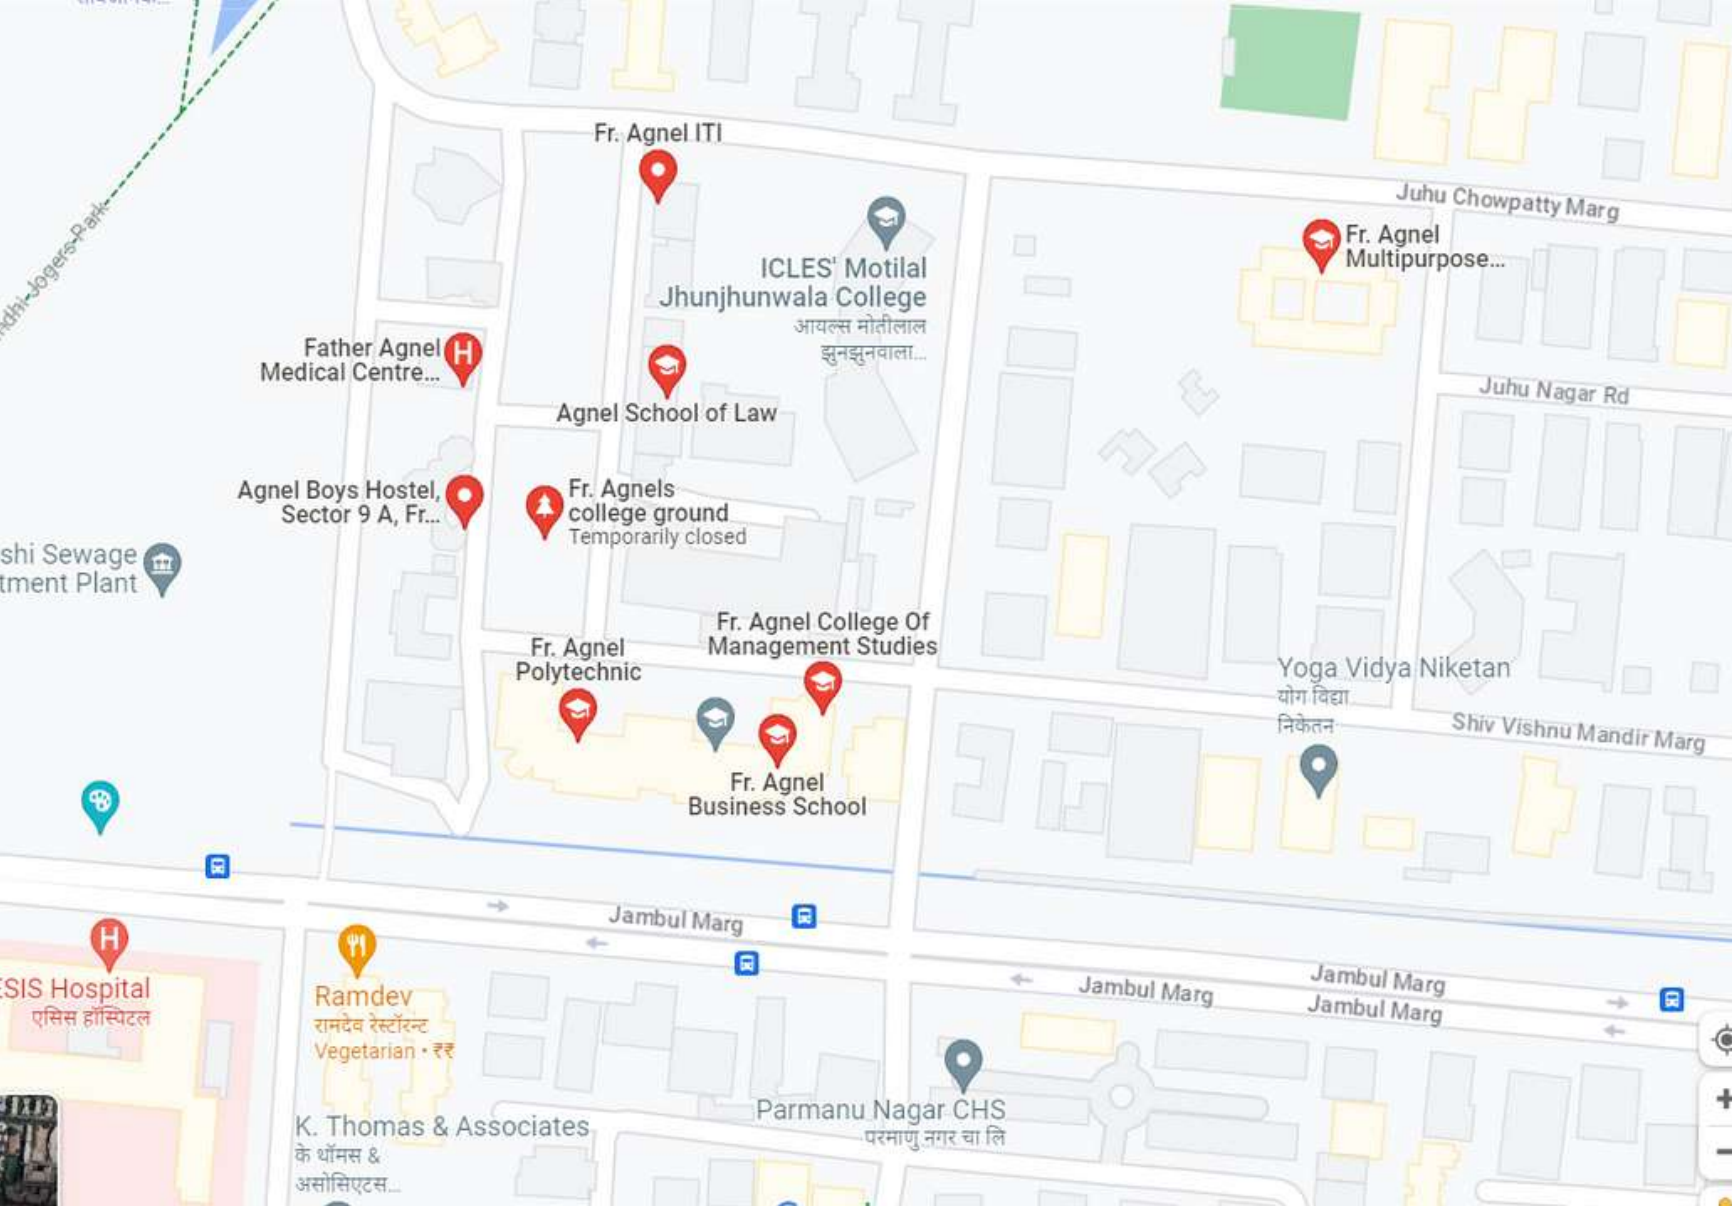 Fr. Agnel ITI
Juhu Chowpatty Marg
Fr. Agnel
Multipurpose...
ICLES' Motilal
Jhunjhunwala College
आयल्स मोतीलाल
झुनझुनवाला...
Father Agnel
Medical Centre...
Juhu Nagar Rd
Agnel School of Law
Agnel Boys Hostel,
Sector 9 A, Fr...
Fr. Agnels
college ground
Temporarily closed
shi Sewage
tment Plant
Fr. Agnel College Of
Management Studies
Fr. Agnel
Polytechnic
Yoga Vidya Niketan
योग विद्या
निकेतन
Shiv Vishnu Mandir Marg
Fr. Agnel
Business School
Jambul Marg
Jambul Marg
Jambul Marg
Jambul Marg
H
H
ESIS Hospital
एसिस हॉस्पिटल
Ramdev
रामदेव रेस्टॉरन्ट
Vegetarian • ₹₹
Parmanu Nagar CHS
परमाणु नगर चा लि
K. Thomas & Associates
के थॉमस &
असोसिएटस...
ndhi-Jogers-Park